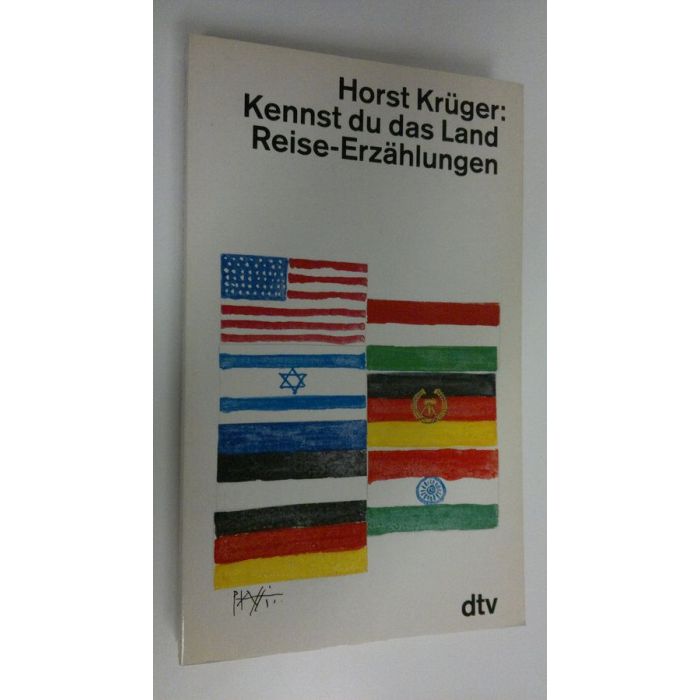 Horst Krüger:
Kennst du das Land
Reise-Erzählungen
dtv